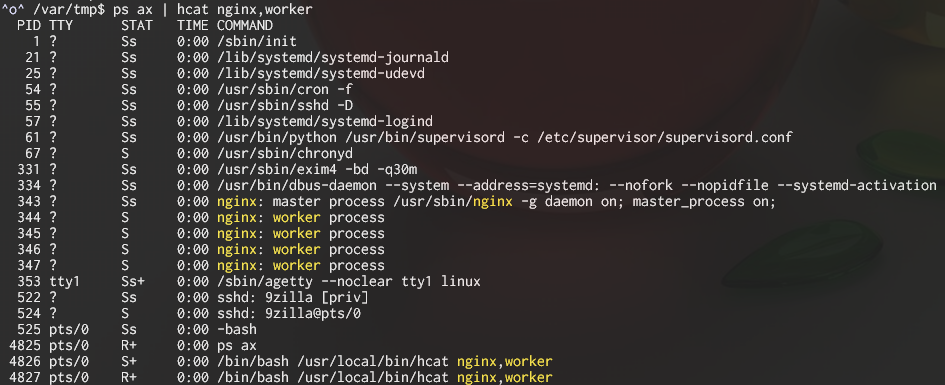 ^o^ /var/tmp$ ps ax | hcat nginx,worker
PID TTY STAT TIME COMMAND
1 ? Ss 0:00 /sbin/init
21 ? Ss 0:00 /lib/systemd/systemd-journald
25 ? Ss 0:00 /lib/systemd/systemd-udevd
54 ? Ss 0:00 /usr/sbin/cron -f
55 ? Ss 0:00 /usr/sbin/sshd -D
57 ? Ss 0:00 /lib/systemd/systemd-logind
61 ? Ss 0:00 /usr/bin/python /usr/bin/supervisord -c /etc/supervisor/supervisord.conf
67 ? S 0:00 /usr/sbin/chronyd
331 ? Ss 0:00 /usr/sbin/exim4 -bd -q30m
334 ? Ss 0:00 /usr/bin/dbus-daemon --system --address=systemd: --nofork --nopidfile --systemd-activation
343 ? Ss 0:00 nginx: master process /usr/sbin/nginx -g daemon on; master_process on;
344 ? S 0:00 nginx: worker process
345 ? S 0:00 nginx: worker process
346 ? S 0:00 nginx: worker process
347 ? S 0:00 nginx: worker process
353 tty1 Ss+ 0:00 /sbin/agetty --noclear tty1 linux
522 ? Ss 0:00 sshd: 9zilla [priv]
524 ? S 0:00 sshd: 9zilla@pts/0
525 pts/0 Ss 0:00 -bash
4825 pts/0 R+ 0:00 ps ax
4826 pts/0 S+ 0:00 /bin/bash /usr/local/bin/hcat nginx,worker
4827 pts/0 R+ 0:00 /bin/bash /usr/local/bin/hcat nginx,worker